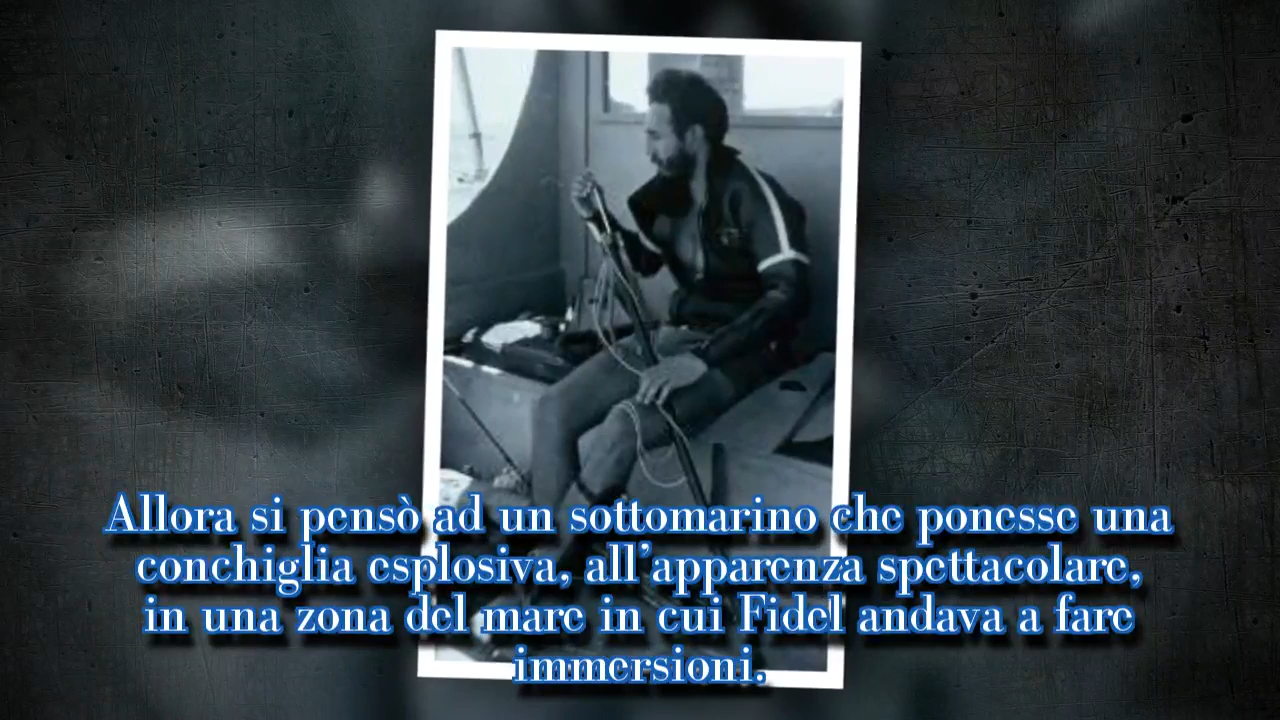 Allora si pensò ad un sottomarino che ponesse una
conchiglia esplosiva, all'apparenza spettacolare,
in una zona del mare in cui Fidel andava a fare
immersioni.